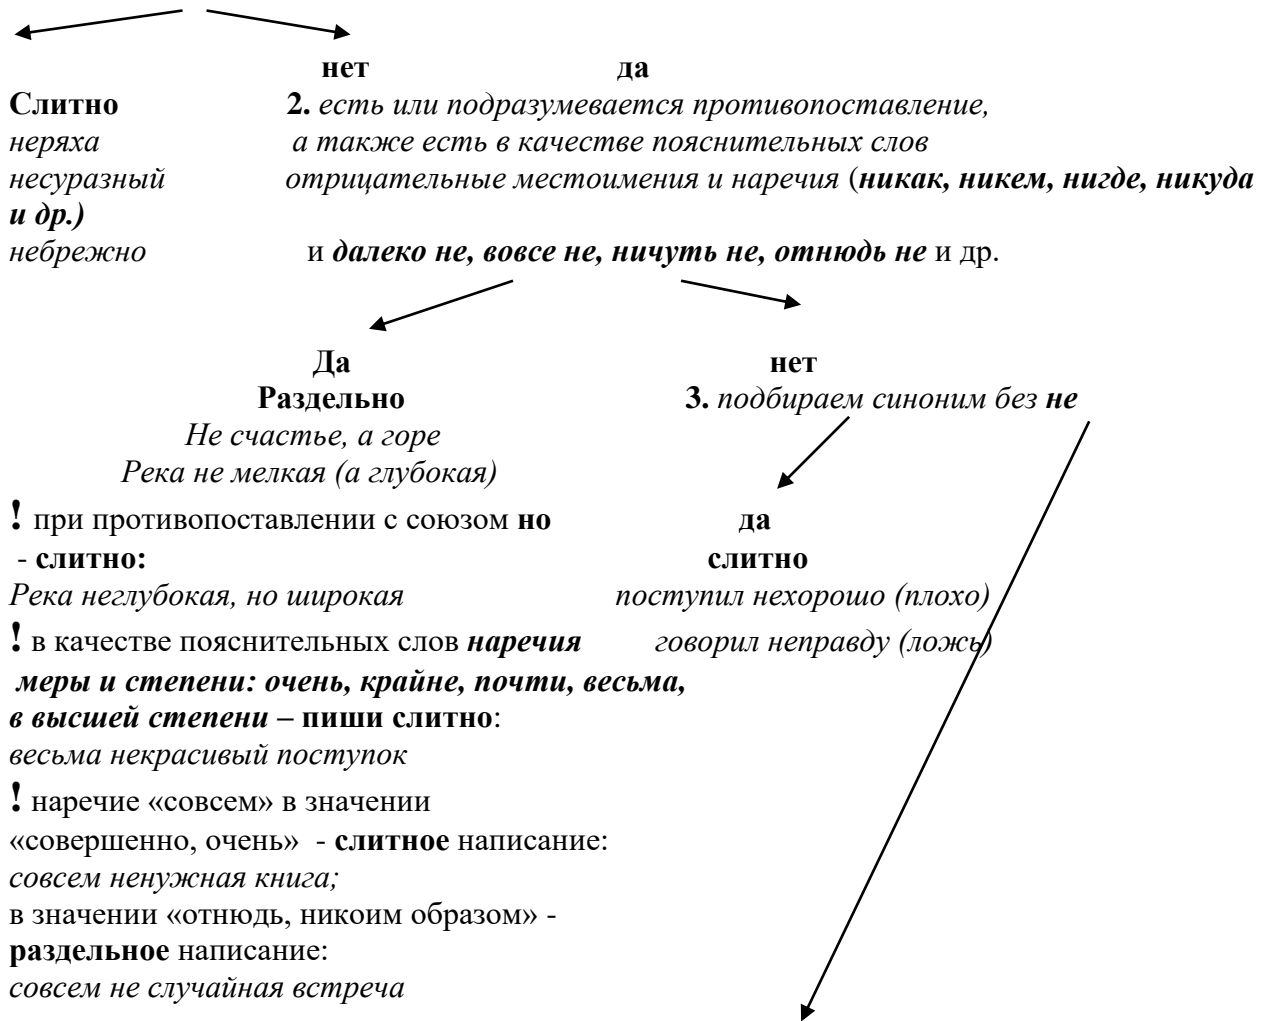 нет да
Слитно 2. есть или подразумевается противопоставление,
неряха а также есть в качестве пояснительных слов
несуразный отрицательные местоимения и наречия (никак, никем, нигде, никуда
и др.)
небрежно и далеко не, вовсе не, ничуть не, отнюдь не и др.
Да нет
Раздельно 3. подбираем синоним без не
Не счастье, а горе
Река не мелкая (а глубокая)
! при противопоставлении с союзом но да
- слитно: слитно
Река неглубокая, но широкая поступил нехорошо (плохо)
! в качестве пояснительных слов наречия говорил неправду (ложь)
меры и степени: очень, крайне, почти, весьма,
в высшей степени – пиши слитно:
весьма некрасивый поступок
! наречие «совсем» в значении
«совершенно, очень» - слитное написание:
совсем ненужная книга;
в значении «отнюдь, никоим образом» -
раздельное написание:
совсем не случайная встреча